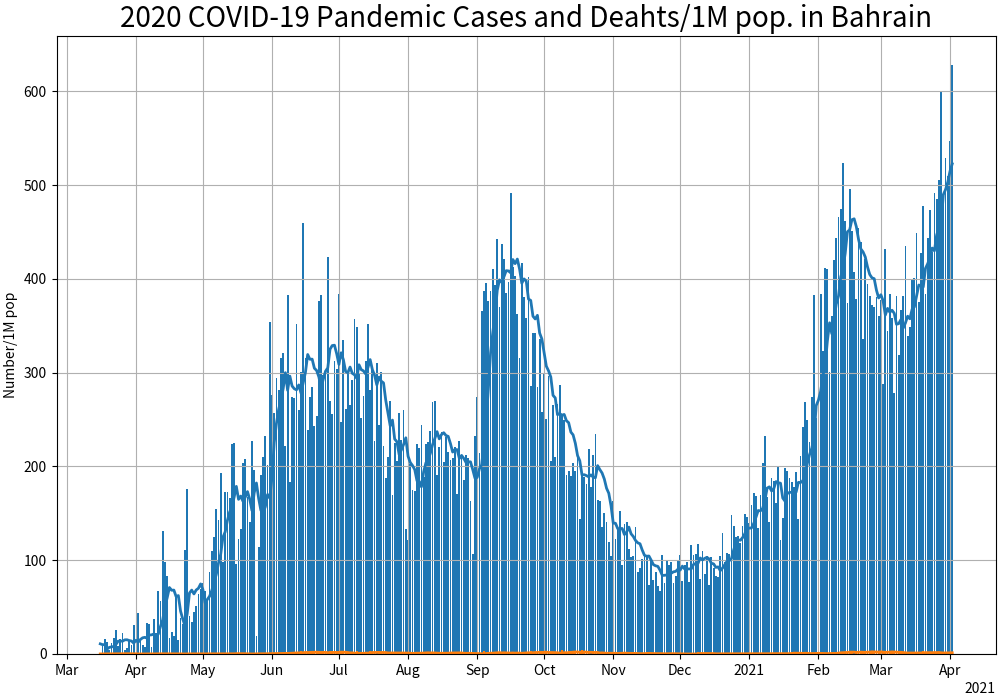 2020 COVID-19 Pandemic Cases and Deahts/1M pop. in Bahrain
Number/1M pop
600
500
400
300
200
100
0
Mar Apr May Jun Jul Aug Sep Oct Nov Dec 2021 Feb Mar Apr
2021